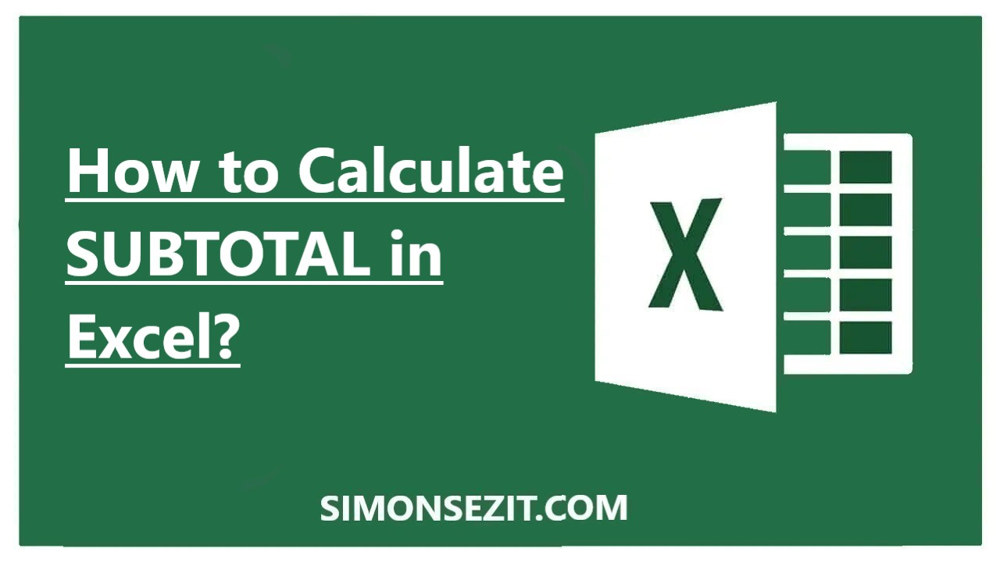 How to Calculate
SUBTOTAL in
Excel?
X
SIMONSEZIT.COM